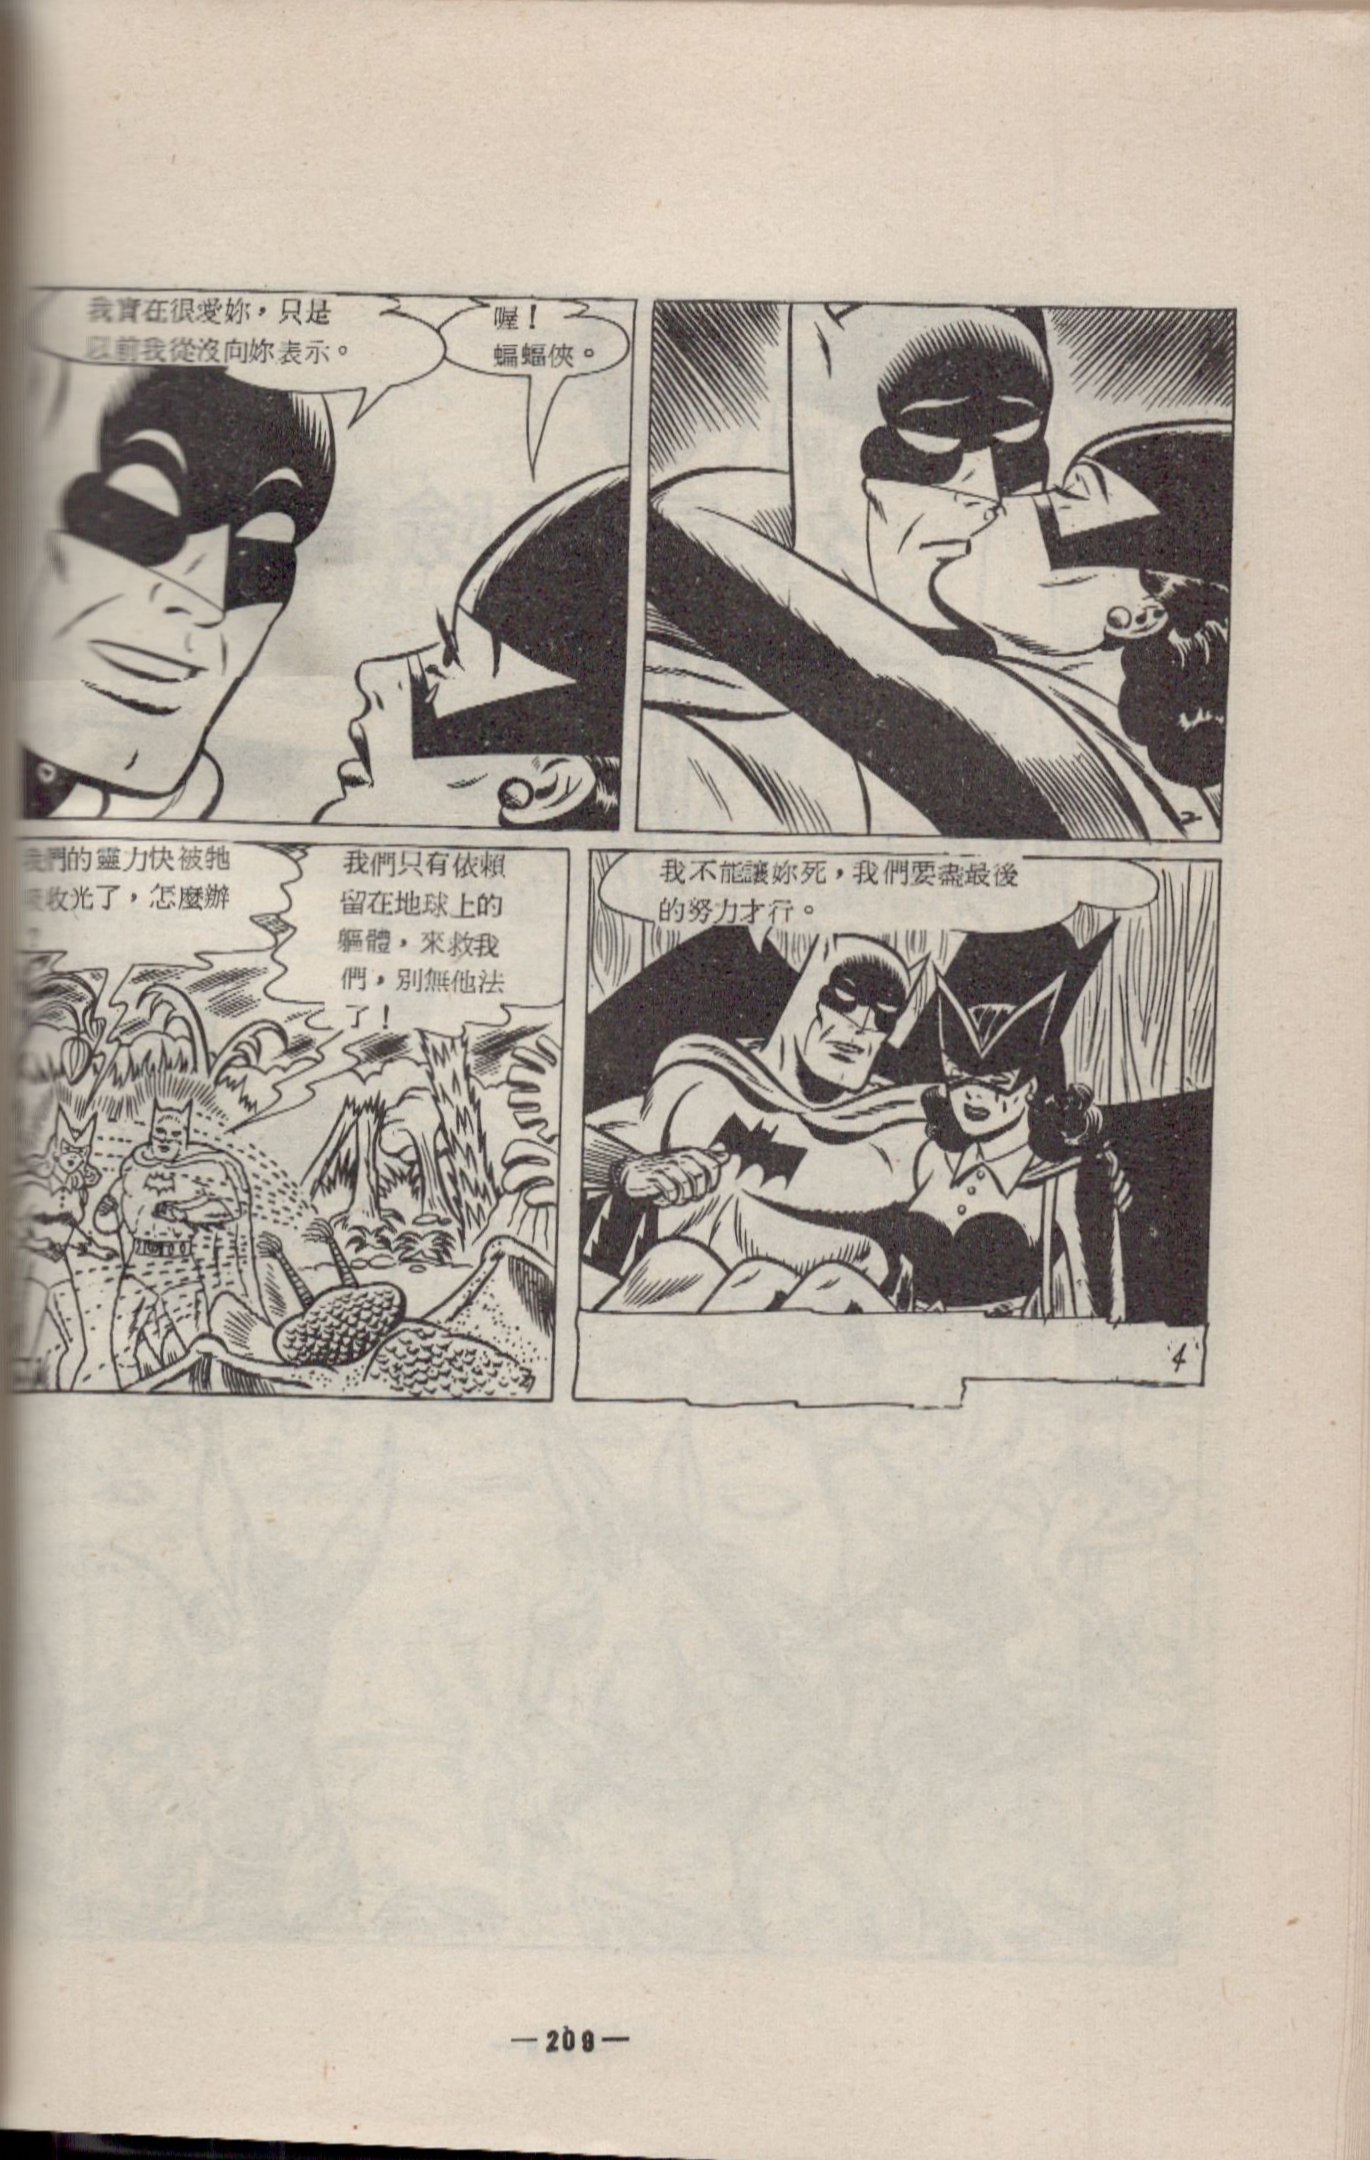 我實在很愛妳，只是
以前我從沒向妳表示。
喔！
蝙蝠俠。
2
我們的靈力快被牠
吸收光了，怎麼辦
？
我們只有依賴
留在地球上的
軀體，來救我
們，別無他法
了！
我不能讓妳死，我們要盡最後
的努力才行。
4
—209—